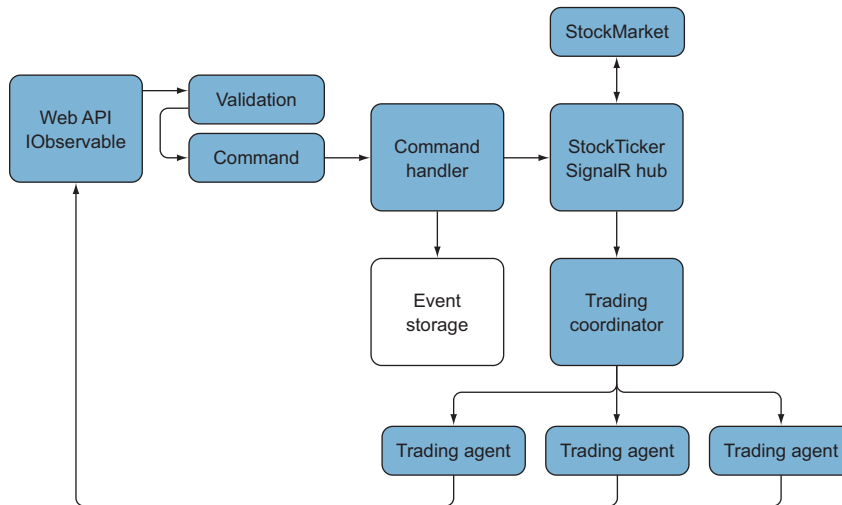 StockMarket
Web API
IObservable
Validation
Command
Command
handler
StockTicker
SignalR hub
Event
storage
Trading
coordinator
Trading agent
Trading agent
Trading agent